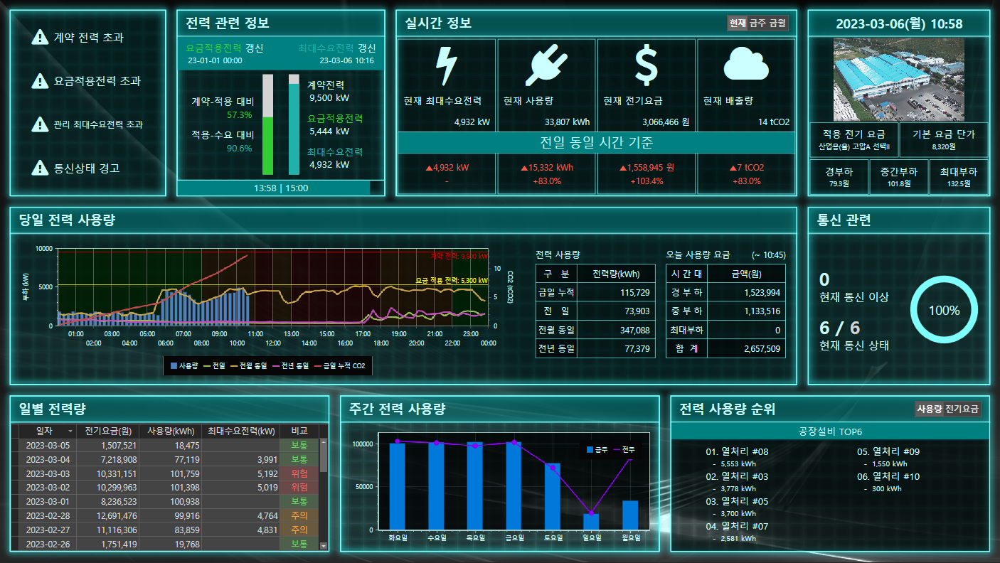 계약 전력 초과
요금적용전력 초과
관리 최대수요전력 초과
통신상태 경고
전력 관련 정보
요금적용전력 갱신
23-01-01 00:00
최대수요전력 갱신
23-03-06 10:16
계약-적용 대비
57.3%
적용-수요 대비
90.6%
계약전력
9,500 kW
요금적용전력
5,444 kW
최대수요전력
4,932 kW
13:58 | 15:00
실시간 정보
현재 금주 금월
현재 최대수요전력
4,932 kW
현재 사용량
33,807 kWh
현재 전기요금
3,066,466 원
현재 배출량
14 tCO2
전일 동일 시간 기준
▲4,932 kW
-
▲15,332 kWh
+83.0%
▲1,558,945 원
+103.4%
▲7 tCO2
+83.0%
2023-03-06(월) 10:58
적용 전기 요금
산업용(을) 고압A 선택II
기본 요금 단가
8,320원
경부하
79.3원
중간부하
101.8원
최대부하
132.5원
당일 전력 사용량
부하 (kW)
10000
5000
0
계약 전력: 9,500 kW
요금 적용 전력: 5,300 kW
10
5
0
CO2 (tCO2)
01:00 03:00 05:00 07:00 09:00 11:00 13:00 15:00 17:00 19:00 21:00 23:00
02:00 04:00 06:00 08:00 10:00 12:00 14:00 16:00 18:00 20:00 22:00 00:00
사용량 전일 전월 동일 전년 동일 금일 누적 CO2
전력 사용량
구 분 전력량(kWh)
금일 누적 115,729
전 일 73,903
전월 동일 347,088
전년 동일 77,379
오늘 사용량 요금 (~ 10:45)
시 간 대 금액(원)
경 부 하 1,523,994
중 부 하 1,133,516
최대부하 0
합 계 2,657,509
통신 관련
0
현재 통신 이상
6 / 6
현재 통신 상태
100%
일별 전력량
일자 전기요금(원) 사용량(kWh) 최대수요전력(kW) 비교
2023-03-05 1,507,521 18,475 보통
2023-03-04 7,218,908 77,119 3,991 보통
2023-03-03 10,331,151 101,759 5,192 위험
2023-03-02 10,299,963 101,398 5,019 위험
2023-03-01 8,236,523 100,938 보통
2023-02-28 12,691,476 99,916 4,764 주의
2023-02-27 11,116,306 83,859 4,831 주의
2023-02-26 1,751,419 19,768 보통
주간 전력 사용량
100000
50000
0
금주 전주
화요일 수요일 목요일 금요일 토요일 일요일 월요일
전력 사용량 순위
사용량 전기요금
공장설비 TOP6
01. 열처리 #08
- 5,553 kWh
02. 열처리 #03
- 3,778 kWh
03. 열처리 #05
- 3,700 kWh
04. 열처리 #07
- 2,581 kWh
05. 열처리 #09
- 1,550 kWh
06. 열처리 #10
- 300 kWh